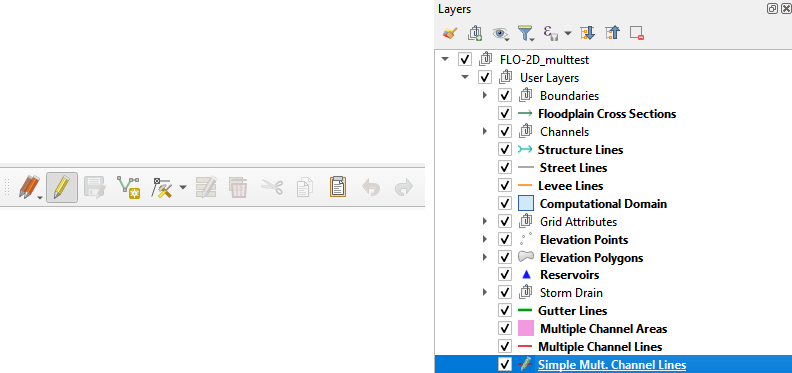 Layers
FLO-2D_multtest
User Layers
Boundaries
Floodplain Cross Sections
Channels
Structure Lines
Street Lines
Levee Lines
Computational Domain
Grid Attributes
Elevation Points
Elevation Polygons
Reservoirs
Storm Drain
Gutter Lines
Multiple Channel Areas
Multiple Channel Lines
Simple Mult. Channel Lines